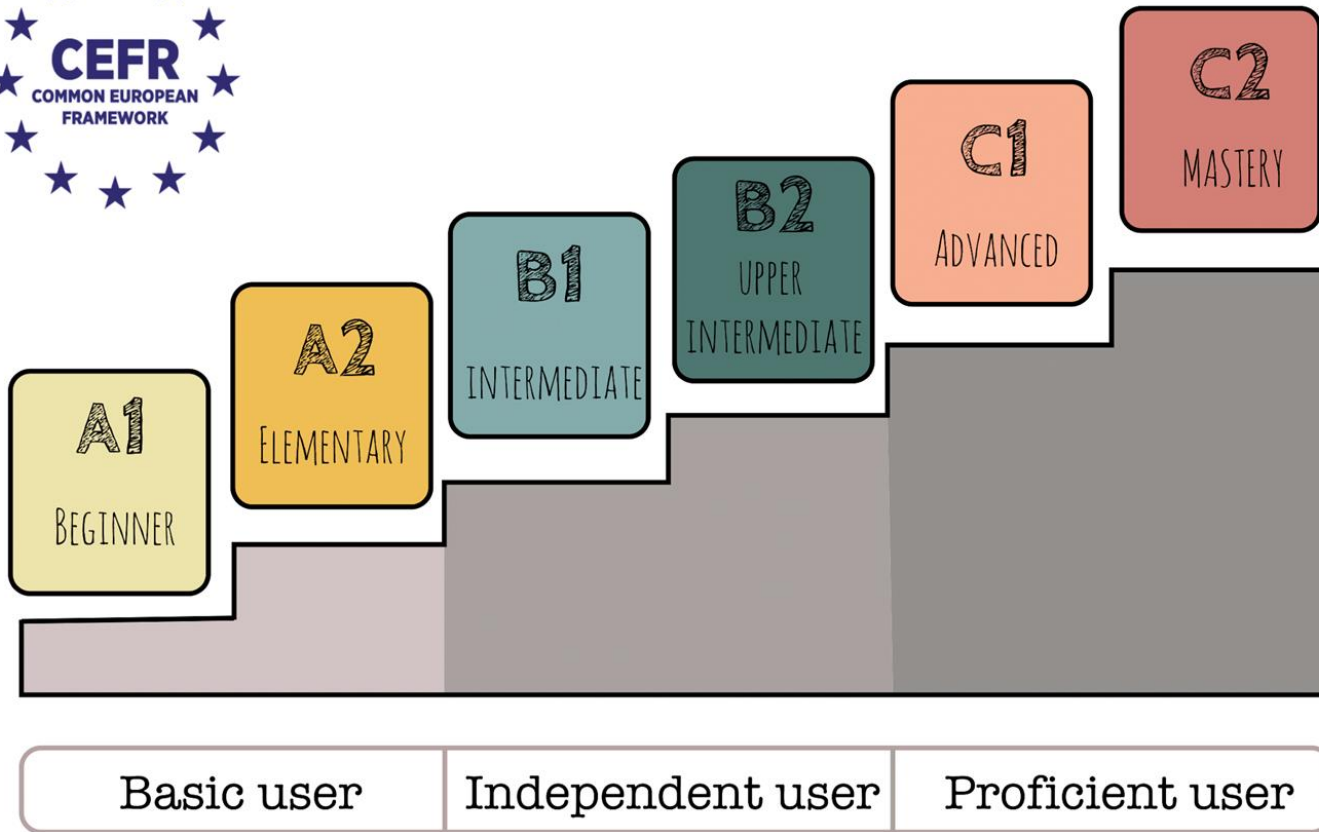 CEFR
COMMON EUROPEAN
FRAMEWORK
A1
BEGINNER
A2
ELEMENTARY
B1
INTERMEDIATE
B2
UPPER
INTERMEDIATE
C1
ADVANCED
C2
MASTERY
Basic user
Independent user
Proficient user